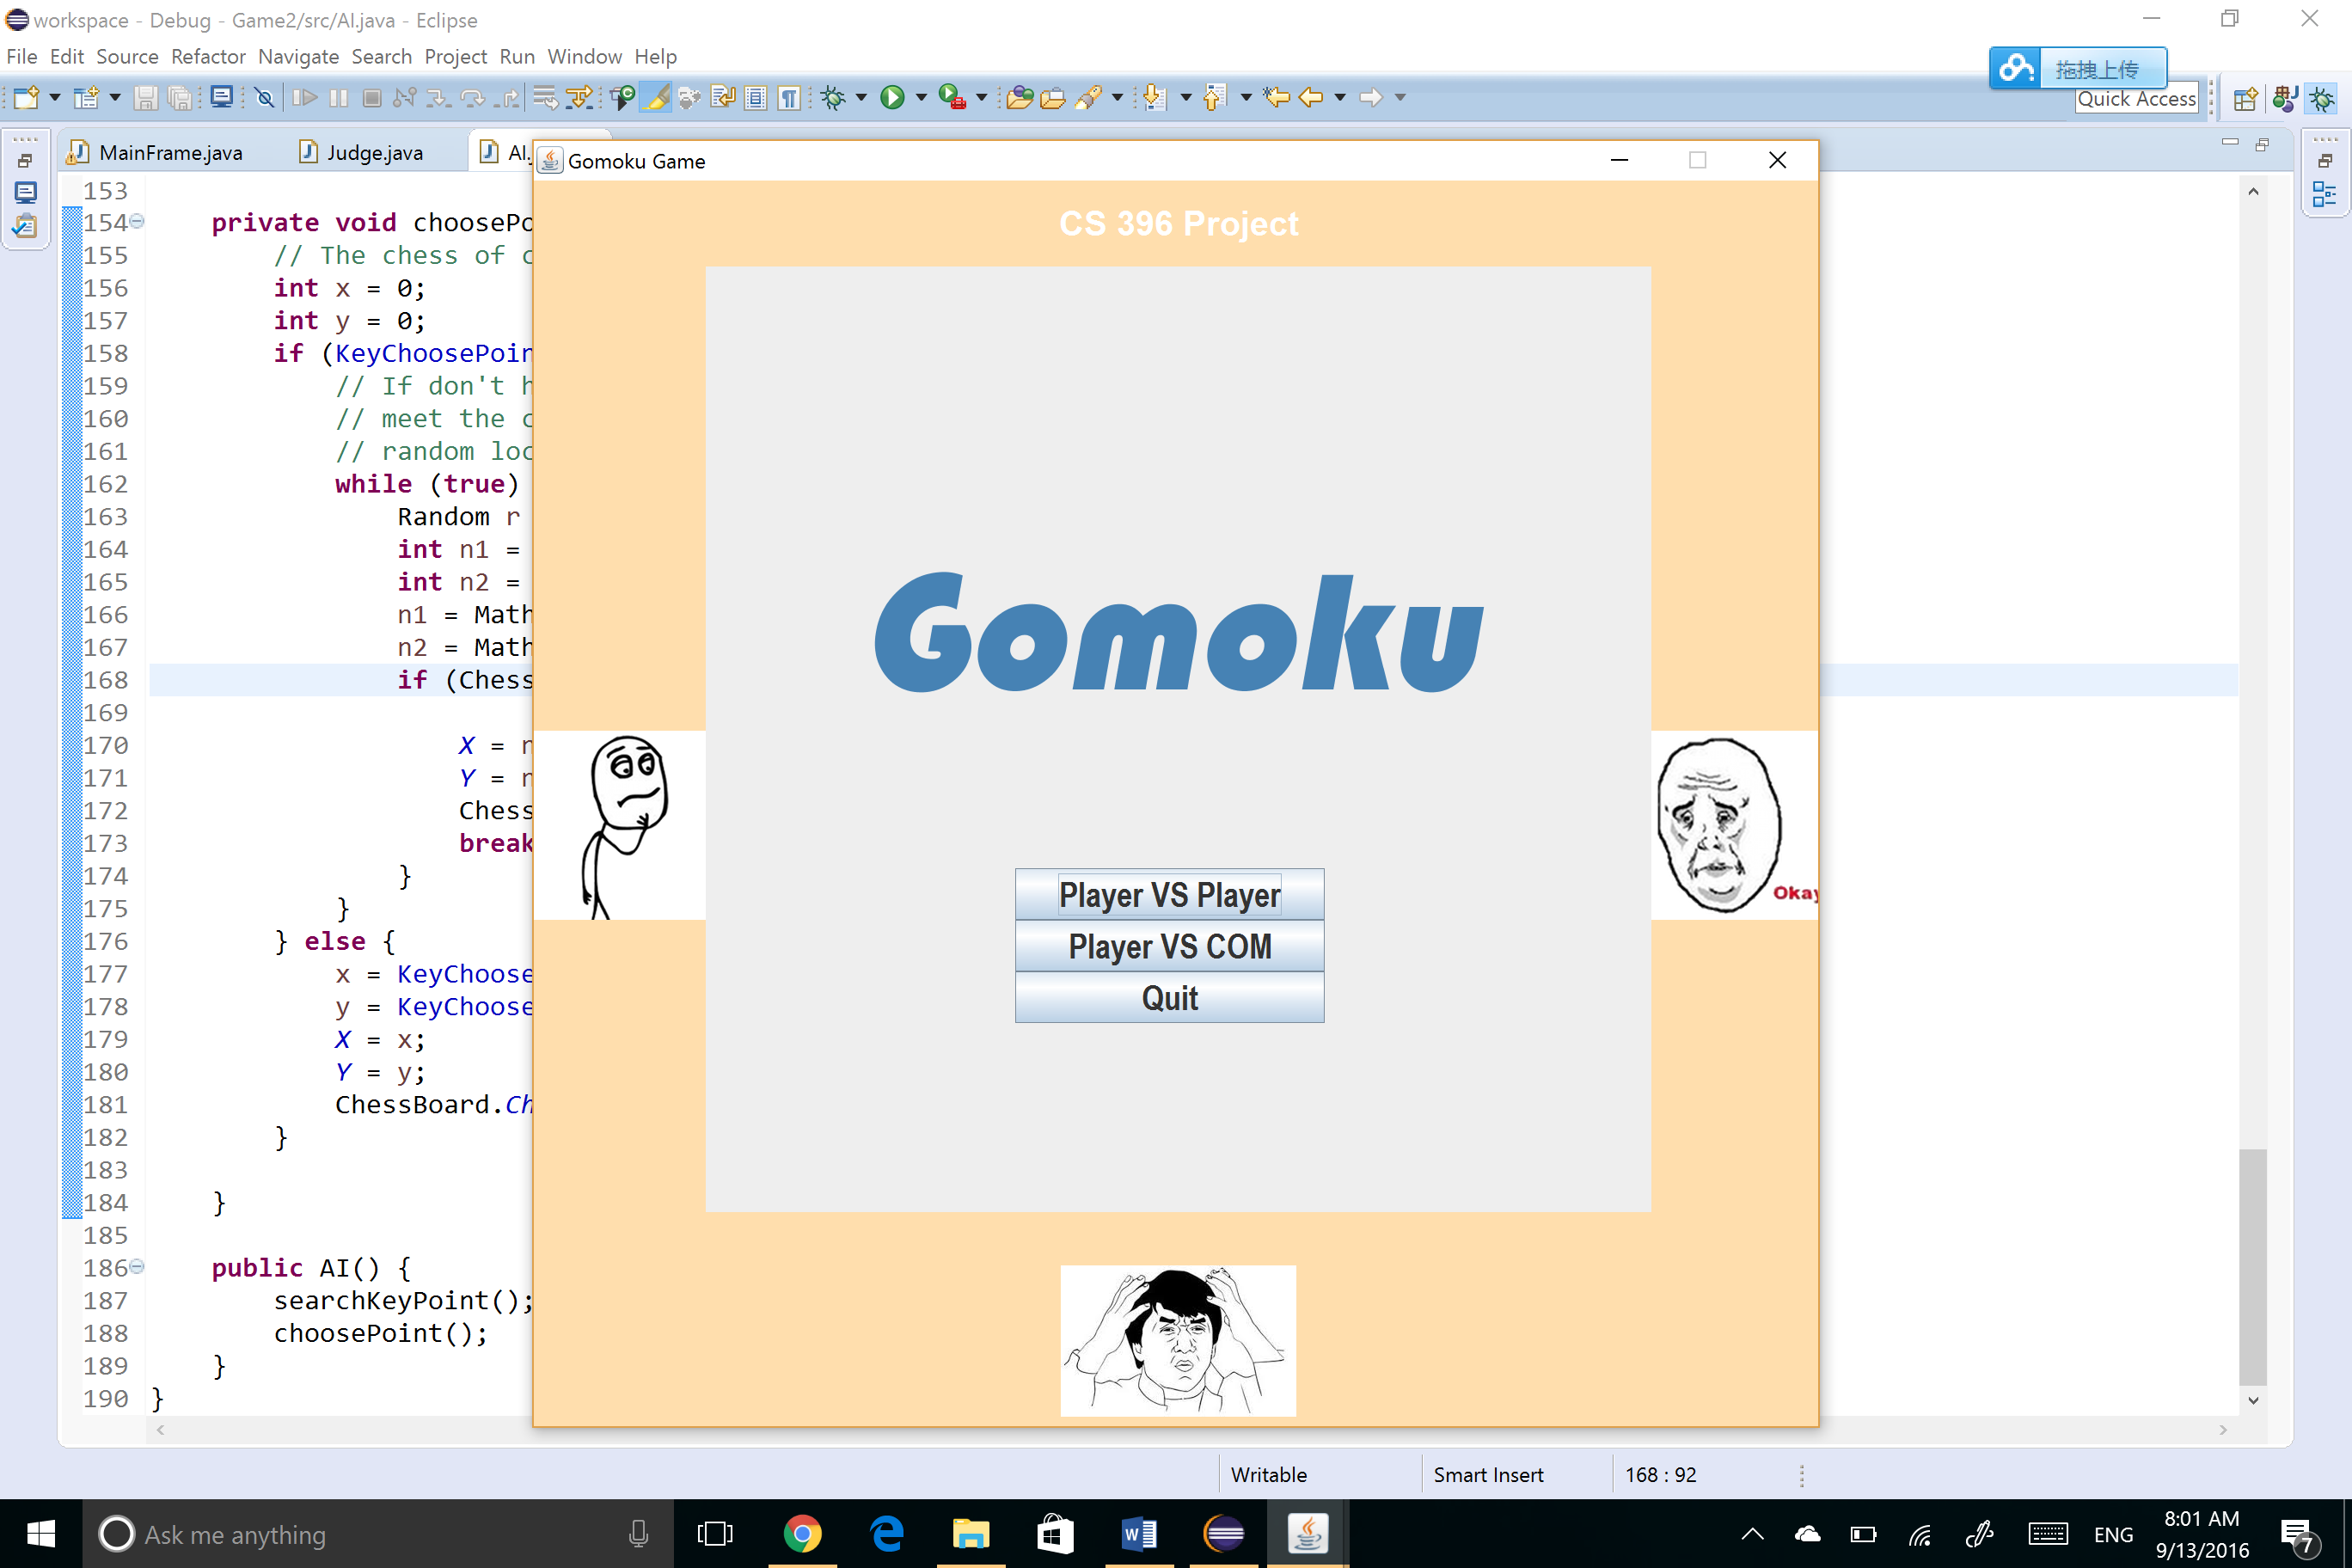 workspace - Debug - Game2/src/AI.java - Eclipse
File Edit Source Refactor Navigate Search Project Run Window Help
拖拽上传
Quick Access
MainFrame.java
Judge.java
AI.
Gomoku Game
153
154 private void choosePo
155 // The chess of c
156 int x = 0;
157 int y = 0;
158 if (KeyChoosePoin
159 // If don't h
160 // meet the c
161 // random loc
162 while (true)
163 Random r
164 int n1 =
165 int n2 =
166 n1 = Math
167 n2 = Math
168 if (Chess
169
170 X = n
171 Y = n
172 Chess
173 break
174 }
175 }
176 } else {
177 x = KeyChoose
178 y = KeyChoose
179 X = x;
180 Y = y;
181 ChessBoard.Ch
182 }
183
184 }
185
186 public AI() {
187 searchKeyPoint();
188 choosePoint();
189 }
190 }
CS 396 Project
Gomoku
Okay
Player VS Player
Player VS COM
Quit
Writable
Smart Insert
168 : 92
Ask me anything
ENG
8:01 AM
9/13/2016
7